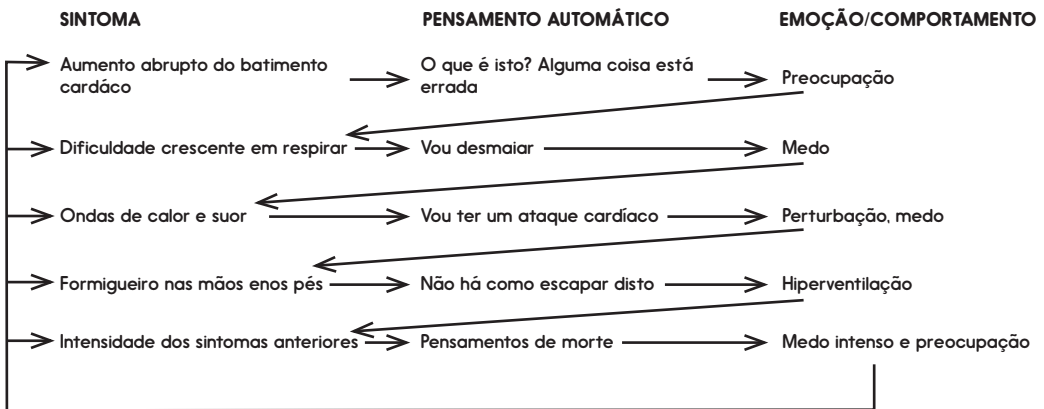 SINTOMA PENSAMENTO AUTOMÁTICO EMOÇÃO/COMPORTAMENTO
Aumento abrupto do batimento
cardáco
O que é isto? Alguma coisa está
errada
Preocupação
Dificuldade crescente em respirar Vou desmaiar Medo
Ondas de calor e suor Vou ter um ataque cardíaco Perturbação, medo
Formigueiro nas mãos enos pés Não há como escapar disto Hiperventilação
Intensidade dos sintomas anteriores Pensamentos de morte Medo intenso e preocupação